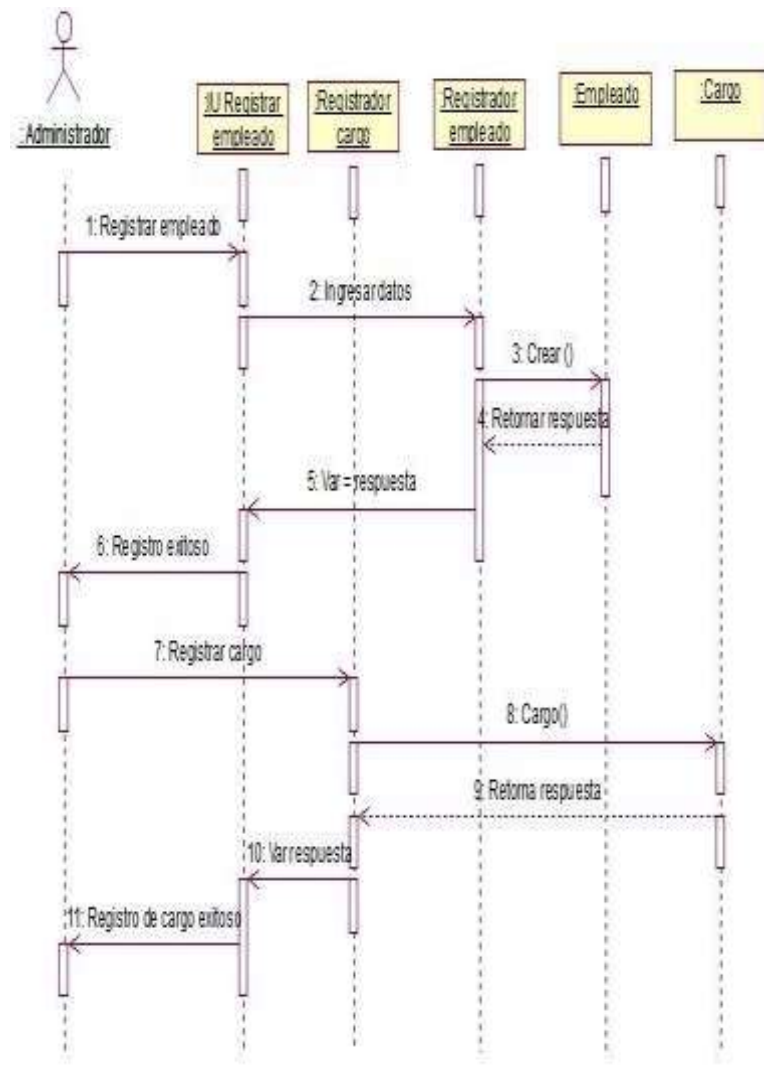 :Administrador
:IU Registrar
empleado
:Registrador
cargo
:Registrador
empleado
:Empleado
:Cargo
1: Registrar empleado
2: Ingresar datos
3: Crear ()
4: Retornar respuesta
5: Var = respuesta
6: Registro exitoso
7: Registrar cargo
8: Cargo()
9: Retorna respuesta
10: Var respuesta
11: Registro de cargo exitoso